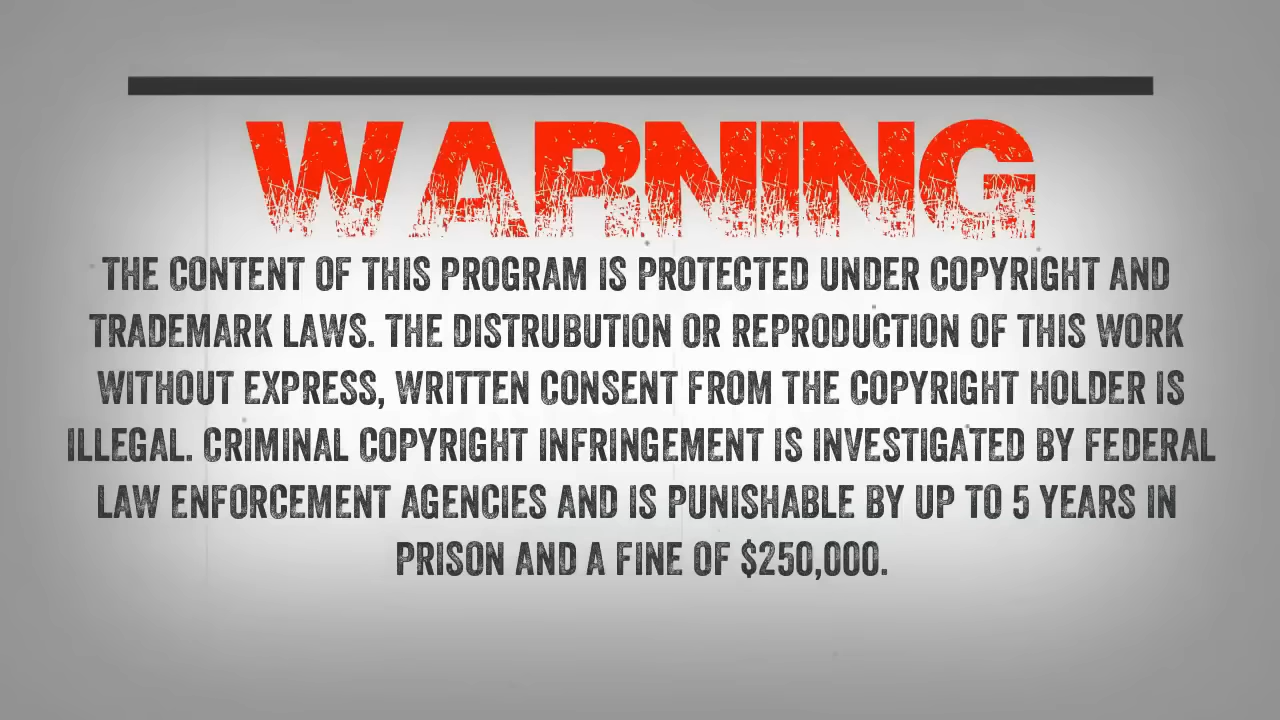 WARNING
THE CONTENT OF THIS PROGRAM IS PROTECTED UNDER COPYRIGHT AND
TRADEMARK LAWS. THE DISTRUBUTION OR REPRODUCTION OF THIS WORK
WITHOUT EXPRESS, WRITTEN CONSENT FROM THE COPYRIGHT HOLDER IS
ILLEGAL. CRIMINAL COPYRIGHT INFRINGEMENT IS INVESTIGATED BY FEDERAL
LAW ENFORCEMENT AGENCIES AND IS PUNISHABLE BY UP TO 5 YEARS IN
PRISON AND A FINE OF $250,000.